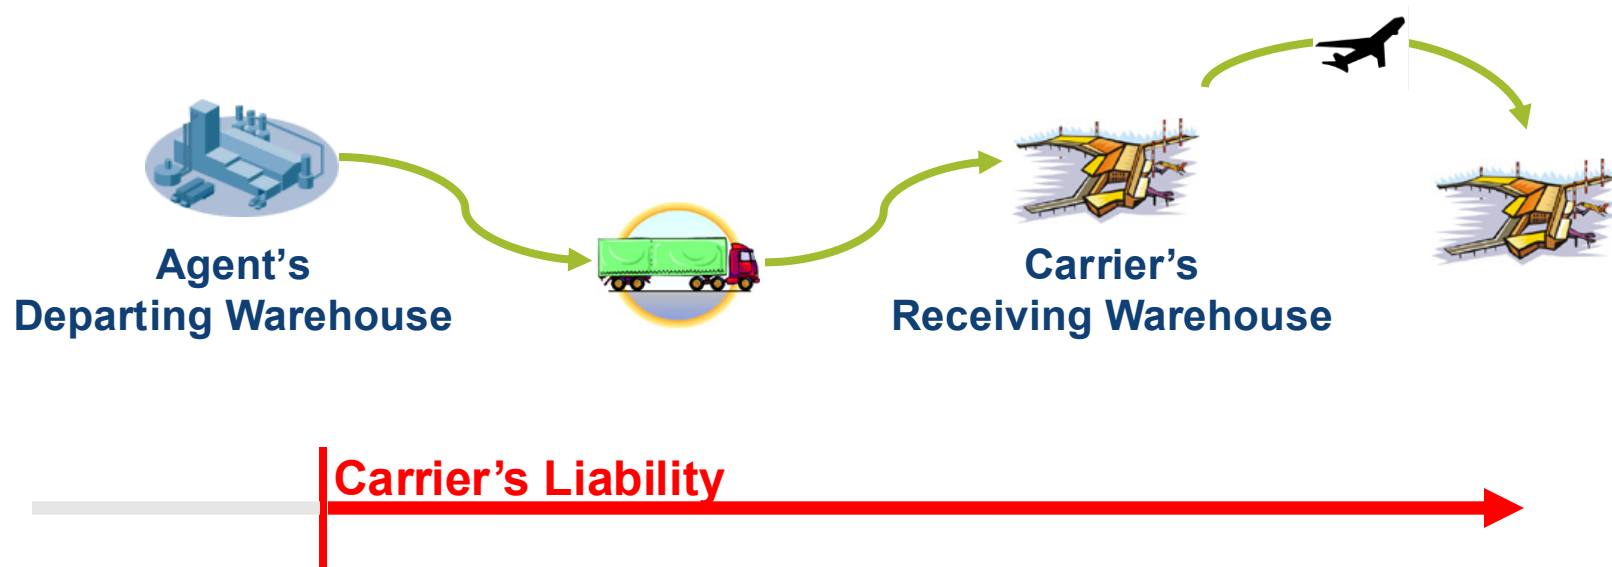 Agent’s
Departing Warehouse
Carrier’s
Receiving Warehouse
Carrier’s Liability